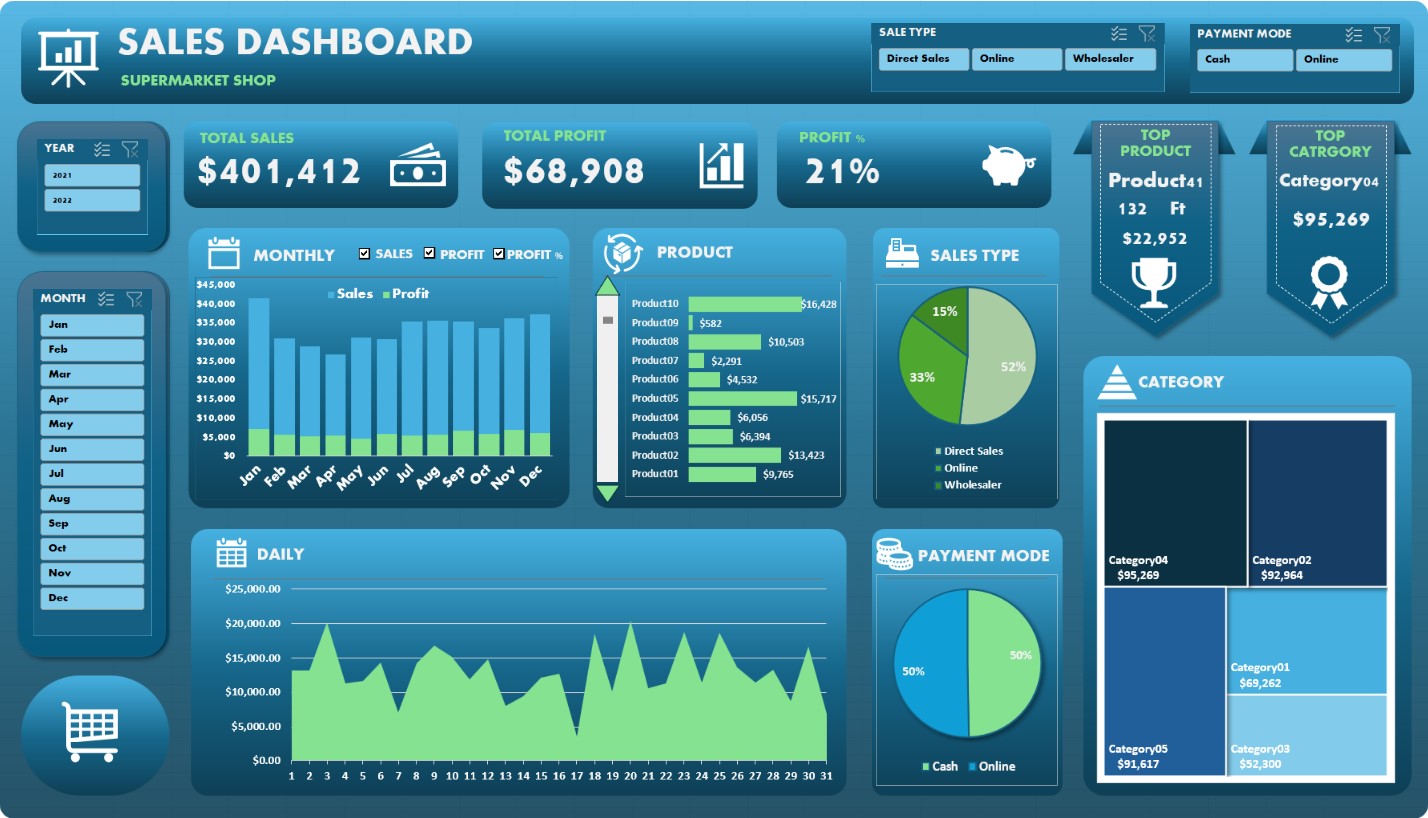 SALES DASHBOARD
SUPERMARKET SHOP
SALE TYPE
Direct Sales Online Wholesaler
PAYMENT MODE
Cash Online
YEAR
2021
2022
TOTAL SALES
$401,412
TOTAL PROFIT
$68,908
PROFIT %
21%
TOP
PRODUCT
Product41
132 Ft
$22,952
TOP
CATRGORY
Category04
$95,269
MONTH
Jan
Feb
Mar
Apr
May
Jun
Jul
Aug
Sep
Oct
Nov
Dec
MONTHLY SALES PROFIT PROFIT %
Sales Profit
$45,000
$40,000
$35,000
$30,000
$25,000
$20,000
$15,000
$10,000
$5,000
$0
Jan Feb Mar Apr May Jun Jul Aug Sep Oct Nov Dec
PRODUCT
Product10 $16,428
Product09 $582
Product08 $10,503
Product07 $2,291
Product06 $4,532
Product05 $15,717
Product04 $6,056
Product03 $6,394
Product02 $13,423
Product01 $9,765
SALES TYPE
15%
52%
33%
Direct Sales
Online
Wholesaler
CATEGORY
Category04
$95,269
Category02
$92,964
Category05
$91,617
Category01
$69,262
Category03
$52,300
DAILY
$25,000.00
$20,000.00
$15,000.00
$10,000.00
$5,000.00
$0.00
1 2 3 4 5 6 7 8 9 10 11 12 13 14 15 16 17 18 19 20 21 22 23 24 25 26 27 28 29 30 31
PAYMENT MODE
50%
50%
Cash Online